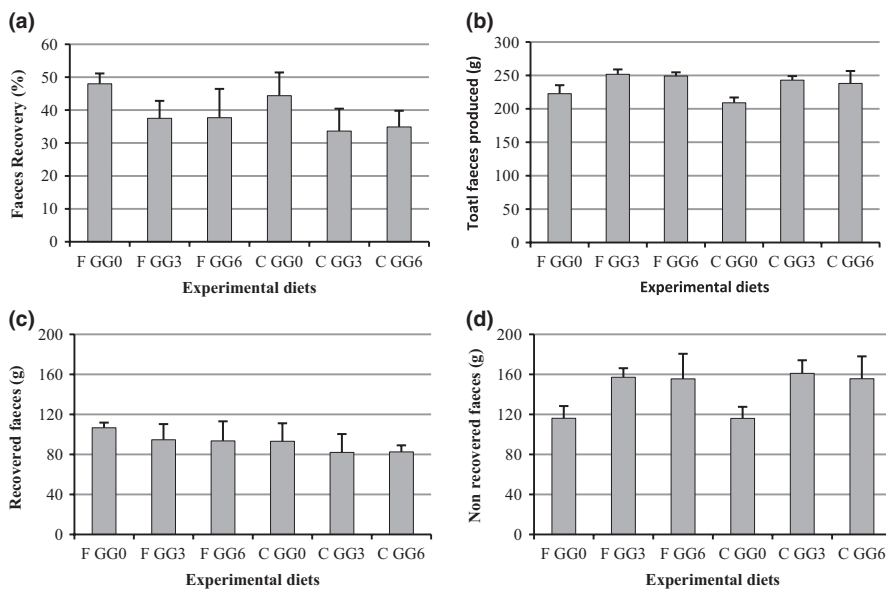 (a)
60
50
40
30
20
10
0
Faeces Recovery (%)
F GG0 F GG3 F GG6 C GG0 C GG3 C GG6
Experimental diets
(b)
300
250
200
150
100
50
0
Toatl faeces produced (g)
F GG0 F GG3 F GG6 C GG0 C GG3 C GG6
Experimental diets
(c)
200
160
120
80
40
0
Recovered faeces (g)
F GG0 F GG3 F GG6 C GG0 C GG3 C GG6
Experimental diets
(d)
200
160
120
80
40
0
Non recovered faeces (g)
F GG0 F GG3 F GG6 C GG0 C GG3 C GG6
Experimental diets